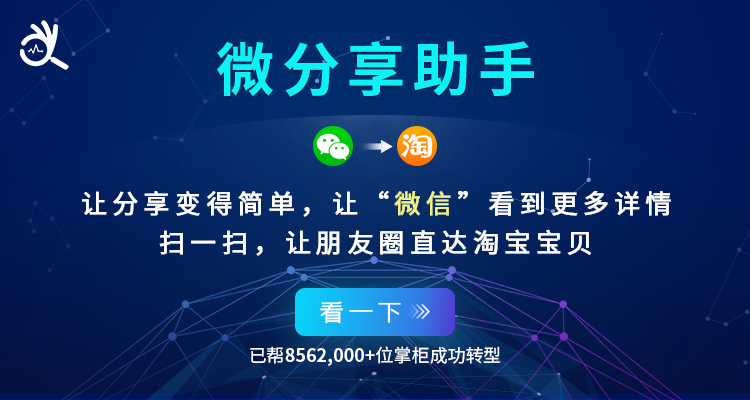 微分享助手
淘
让分享变得简单，让“微信”看到更多详情
扫一扫，让朋友圈直达淘宝宝贝
看一下
已帮8562,000+位掌柜成功转型